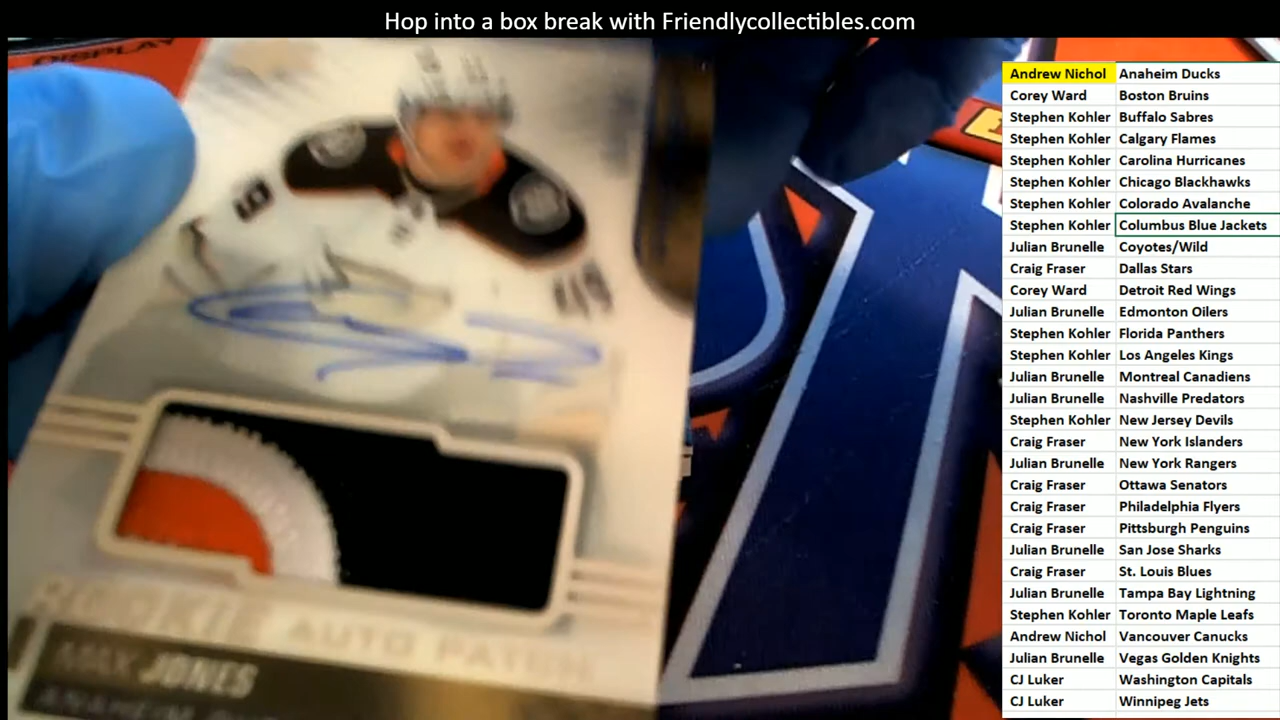 Hop into a box break with Friendlycollectibles.com
DISPLAY
49
ROOKIE AUTO PATCH
MAX JONES
ANAHEIM
Andrew Nichol Anaheim Ducks
Corey Ward Boston Bruins
Stephen Kohler Buffalo Sabres
Stephen Kohler Calgary Flames
Stephen Kohler Carolina Hurricanes
Stephen Kohler Chicago Blackhawks
Stephen Kohler Colorado Avalanche
Stephen Kohler Columbus Blue Jackets
Julian Brunelle Coyotes/Wild
Craig Fraser Dallas Stars
Corey Ward Detroit Red Wings
Julian Brunelle Edmonton Oilers
Stephen Kohler Florida Panthers
Stephen Kohler Los Angeles Kings
Julian Brunelle Montreal Canadiens
Julian Brunelle Nashville Predators
Stephen Kohler New Jersey Devils
Craig Fraser New York Islanders
Julian Brunelle New York Rangers
Craig Fraser Ottawa Senators
Craig Fraser Philadelphia Flyers
Craig Fraser Pittsburgh Penguins
Julian Brunelle San Jose Sharks
Craig Fraser St. Louis Blues
Julian Brunelle Tampa Bay Lightning
Stephen Kohler Toronto Maple Leafs
Andrew Nichol Vancouver Canucks
Julian Brunelle Vegas Golden Knights
CJ Luker Washington Capitals
CJ Luker Winnipeg Jets